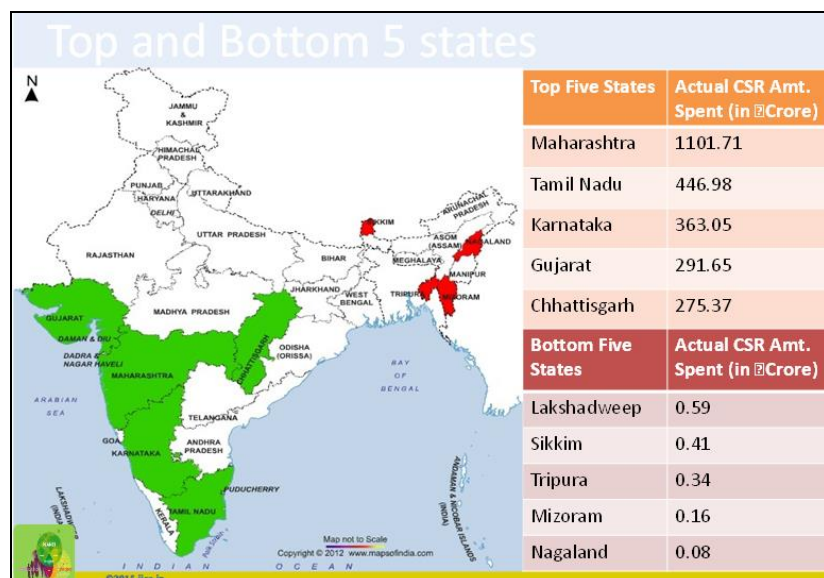 Top and Bottom 5 states
N
JAMMU
&
KASHMIR
HIMACHAL
PRADESH
PUNJAB
UTTARAKHAND
HARYANA
DELHI
ARUNACHAL
PRADESH
SIKKIM
RAJASTHAN
UTTAR PRADESH
ASOM
(ASSAM)
NAGALAND
BIHAR
MEGHALAYA
MANIPUR
JHARKHAND
WEST
BENGAL
TRIPURA
MIZORAM
GUJARAT
MADHYA PRADESH
CHHATTISGARH
DAMAN & DIU
ODISHA
(ORISSA)
DADRA &
NAGAR HAVELI
MAHARASHTRA
BAY
OF
BENGAL
ARABIAN
SEA
TELANGANA
GOA
KARNATAKA
ANDHRA
PRADESH
PUDUCHERRY
LAKSHADWEEP
(INDIA)
KERALA
TAMIL NADU
ANDAMAN & NICOBAR ISLANDS
(INDIA)
Palk Strait
Map not to Scale
Copyright © 2012 www.mapsofindia.com
INDIAN OCEAN
Top Five States Actual CSR Amt. Spent (in Crore)
Maharashtra 1101.71
Tamil Nadu 446.98
Karnataka 363.05
Gujarat 291.65
Chhattisgarh 275.37
Bottom Five States Actual CSR Amt. Spent (in Crore)
Lakshadweep 0.59
Sikkim 0.41
Tripura 0.34
Mizoram 0.16
Nagaland 0.08